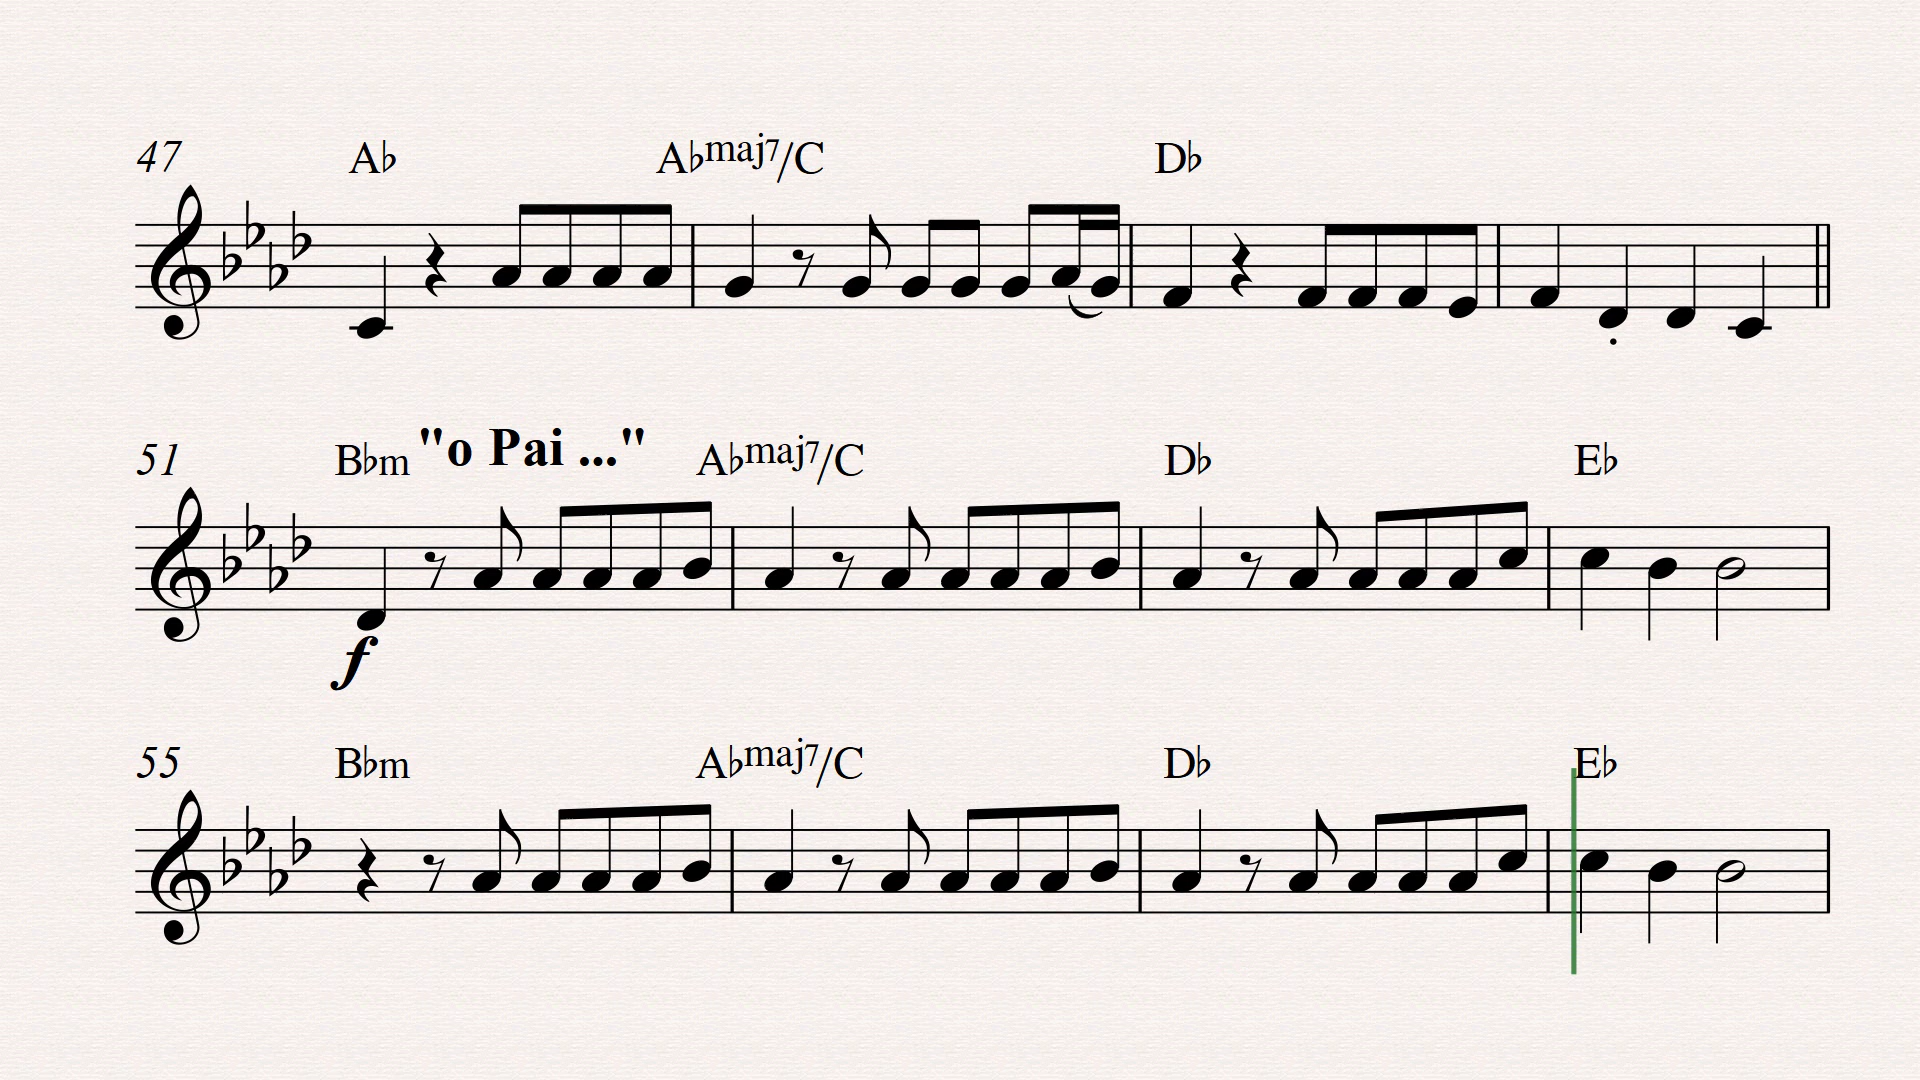 47 A♭ A♭maj7/C D♭
51 B♭m "o Pai ..." A♭maj7/C D♭ E♭
f
55 B♭m A♭maj7/C D♭ E♭